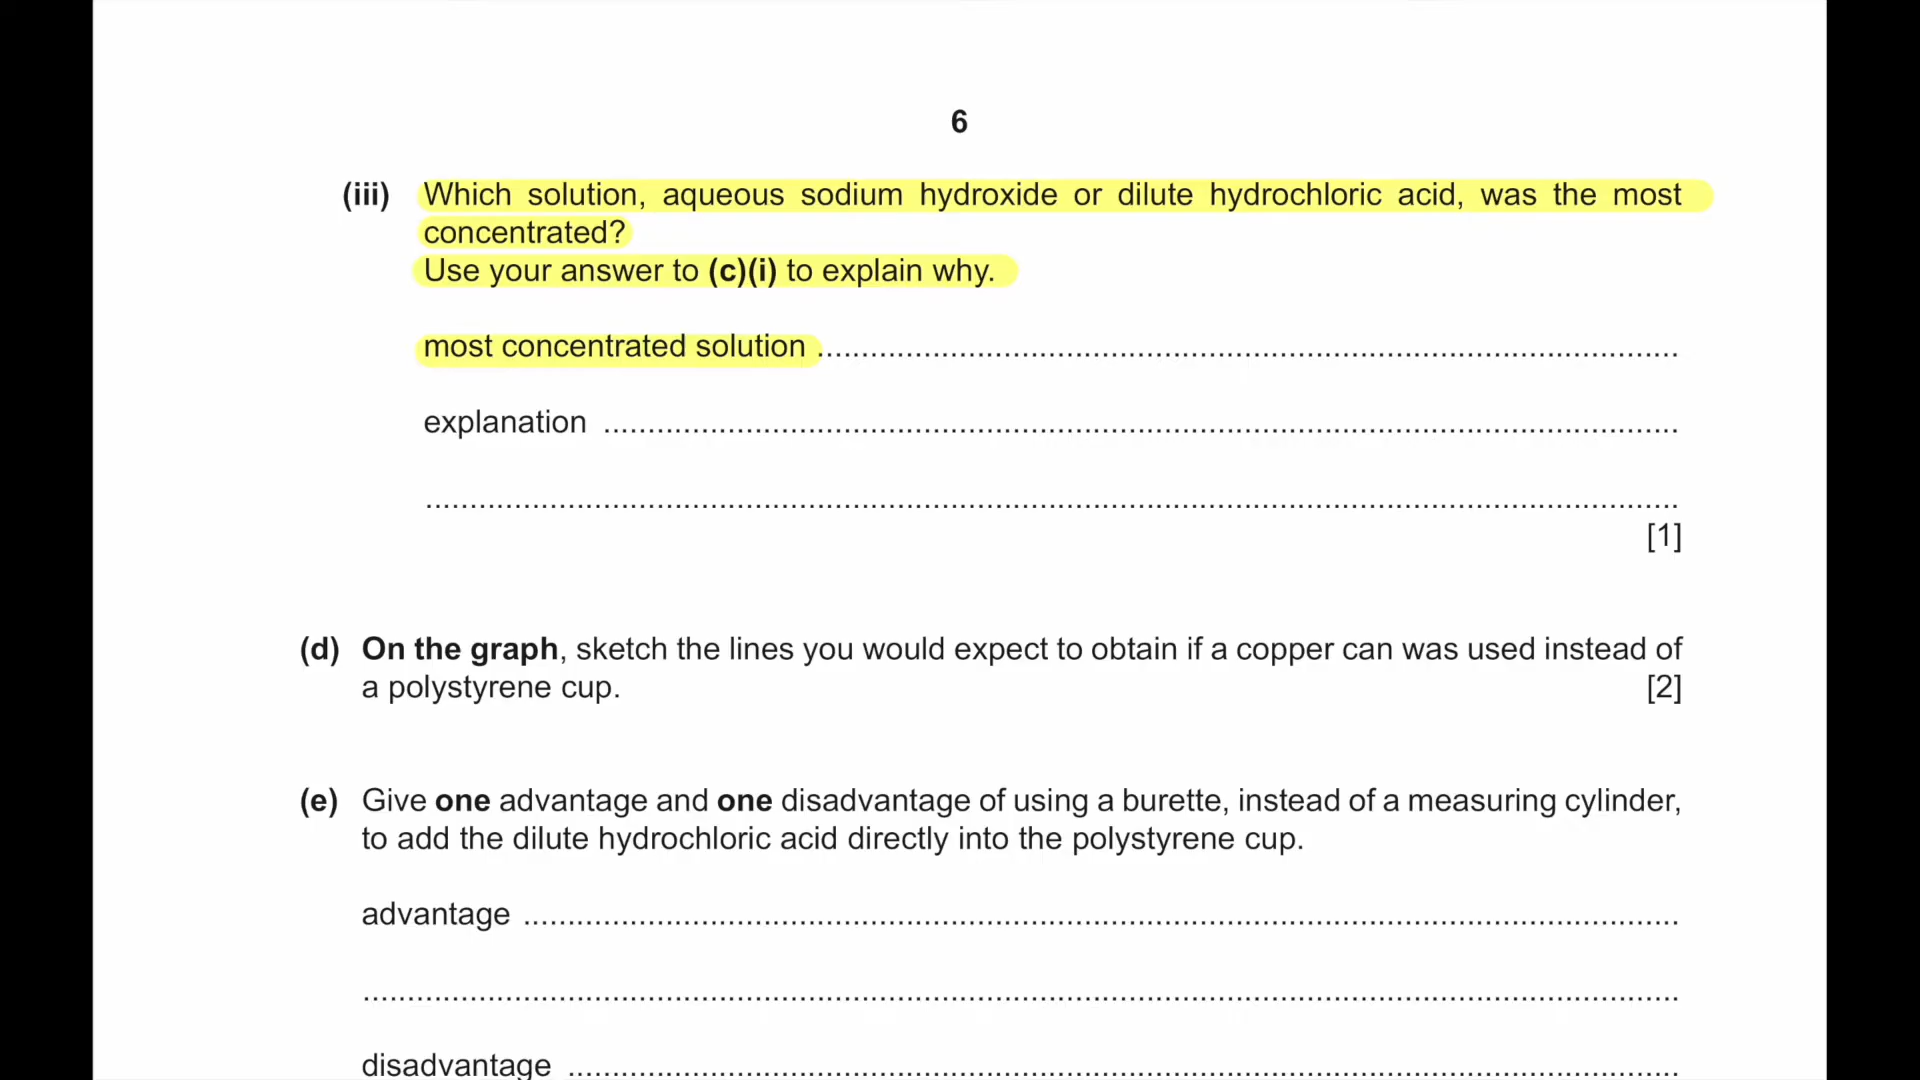 6
(iii) Which solution, aqueous sodium hydroxide or dilute hydrochloric acid, was the most
concentrated?
Use your answer to (c)(i) to explain why.
most concentrated solution ................................................................................................
explanation ..........................................................................................................................
..............................................................................................................................................
[1]
(d) On the graph, sketch the lines you would expect to obtain if a copper can was used instead of
a polystyrene cup. [2]
(e) Give one advantage and one disadvantage of using a burette, instead of a measuring cylinder,
to add the dilute hydrochloric acid directly into the polystyrene cup.
advantage ...................................................................................................................................
.....................................................................................................................................................
disadvantage ..............................................................................................................................